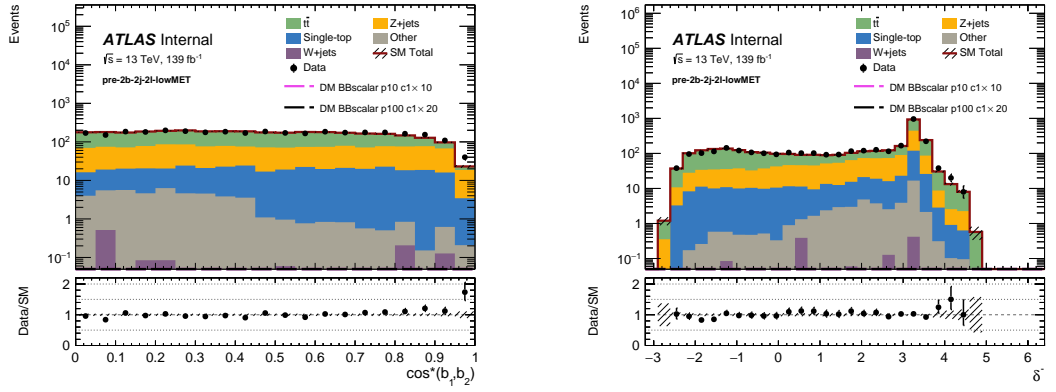 Events
10⁵
10⁴
10³
10²
10
1
10⁻¹
ATLAS Internal
√s = 13 TeV, 139 fb⁻¹
pre-2b-2j-2l-lowMET
tt̄
Z+jets
Single-top
Other
W+jets
SM Total
Data
DM BBscalar p10 c1× 10
DM BBscalar p100 c1× 20
Data/SM
2
1
0
0 0.1 0.2 0.3 0.4 0.5 0.6 0.7 0.8 0.9 1
cos*(b₁,b₂)
Events
10⁶
10⁵
10⁴
10³
10²
10
1
10⁻¹
ATLAS Internal
√s = 13 TeV, 139 fb⁻¹
pre-2b-2j-2l-lowMET
tt̄
Z+jets
Single-top
Other
W+jets
SM Total
Data
DM BBscalar p10 c1× 10
DM BBscalar p100 c1× 20
Data/SM
2
1
0
−3 −2 −1 0 1 2 3 4 5 6
δ⁻